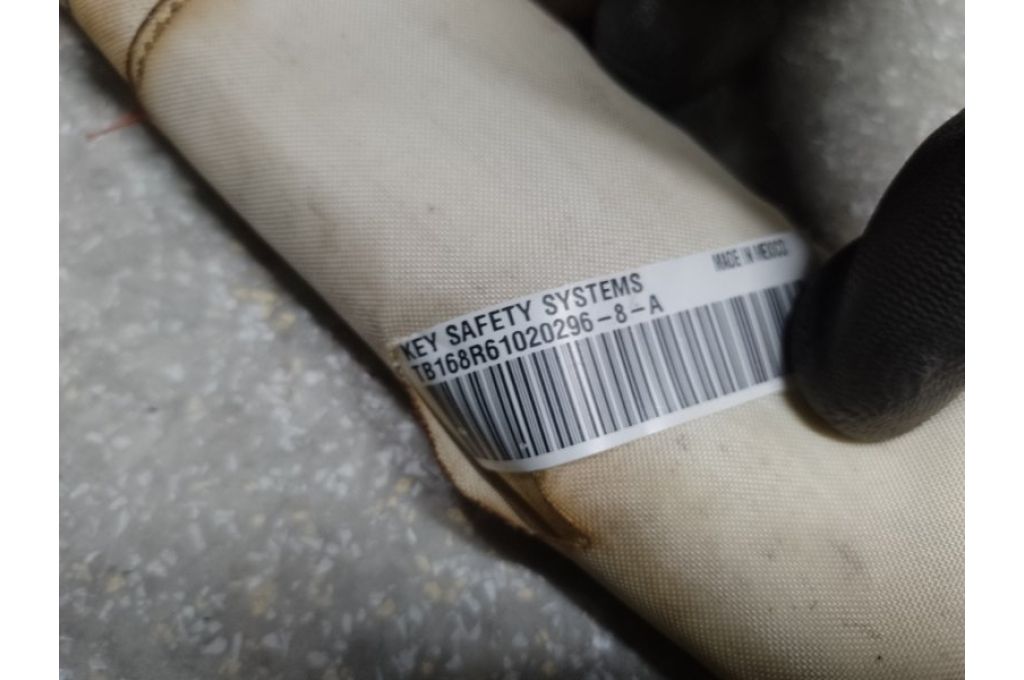 KEY SAFETY SYSTEMS
MADE IN MEXICO
TB168R61020296-8-A